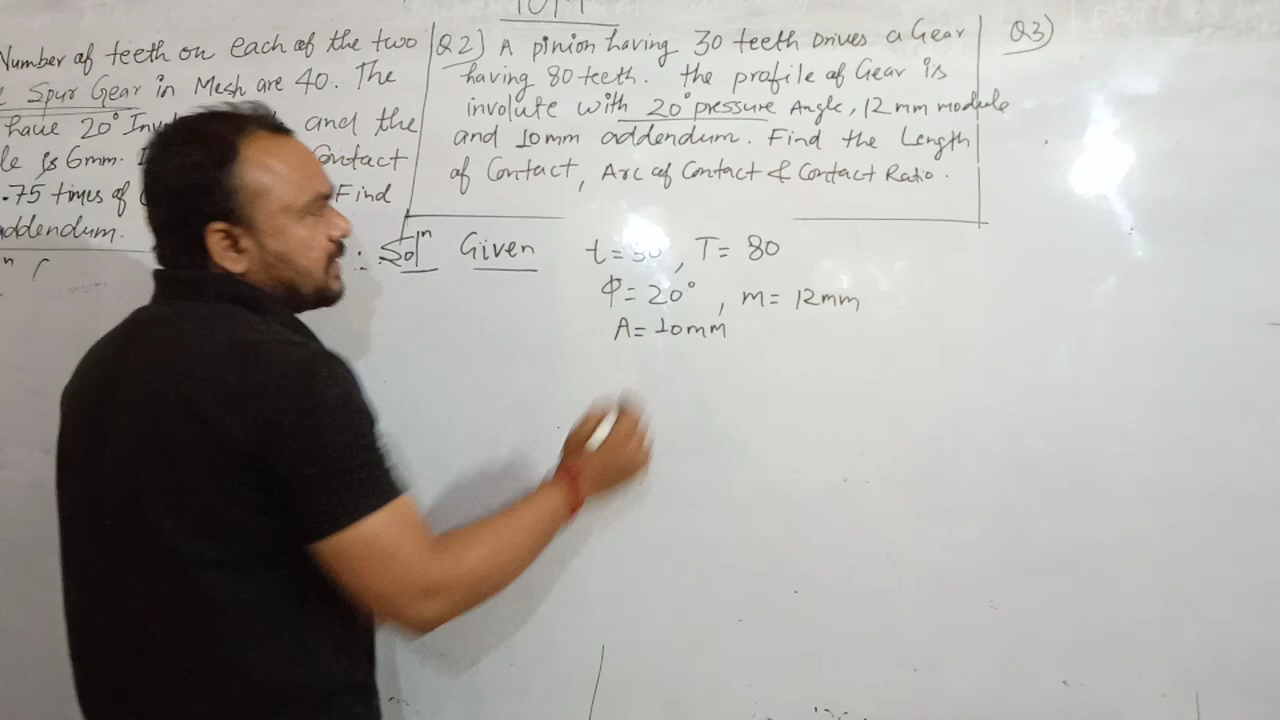 TOM
Number of teeth on each of the two
Spur Gear in Mesh are 40. The
have 20° and the
is 6mm. Contact
.75 times of Find
addendum.
Q2) A pinion having 30 teeth Drives a Gear
having 80 teeth. the profile of Gear is
involute with 20° pressure Angle, 12 mm module
and 10mm addendum. Find the Length
of Contact, Arc of Contact & Contact Ratio.
Q3)
Solⁿ Given t = 30, T = 80
Φ = 20°, m = 12mm
A = 10mm